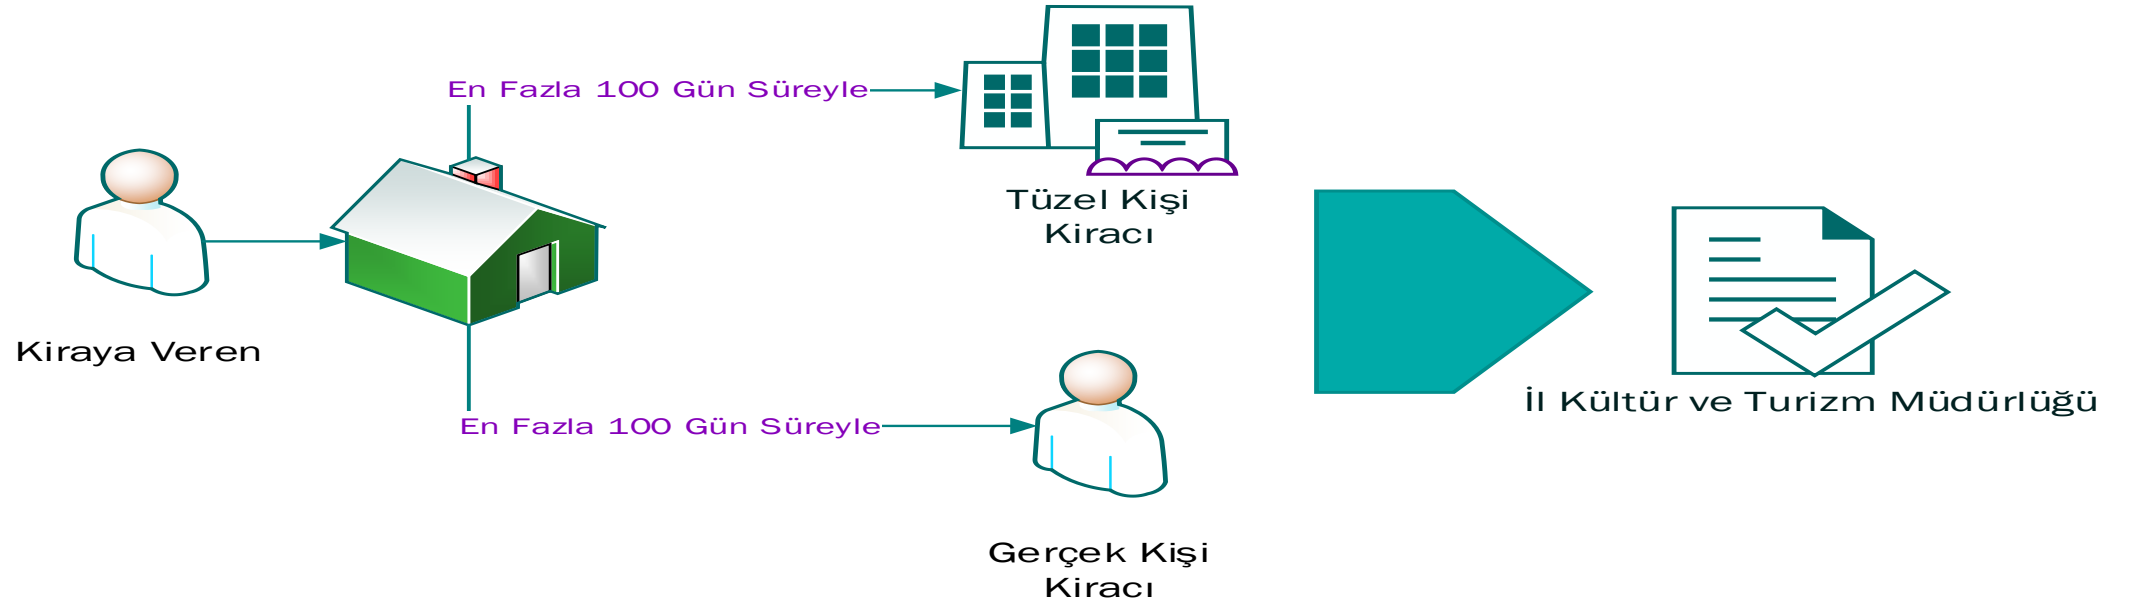 En Fazla 100 Gün Süreyle
Tüzel Kişi
Kiracı
Kiraya Veren
İl Kültür ve Turizm Müdürlüğü
En Fazla 100 Gün Süreyle
Gerçek Kişi
Kiracı